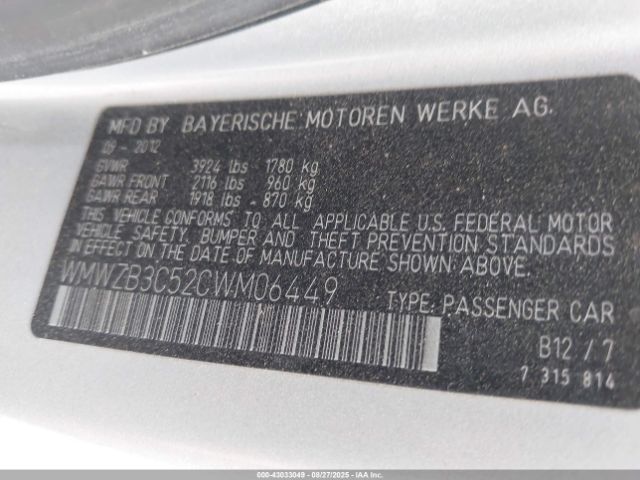 MFD BY BAYERISCHE MOTOREN WERKE AG.
09 - 2012
GVWR 3924 lbs - 1780 kg
GAWR FRONT 2116 lbs - 960 kg
GAWR REAR 1918 lbs - 870 kg
THIS VEHICLE CONFORMS TO ALL APPLICABLE U.S. FEDERAL MOTOR
VEHICLE SAFETY, BUMPER AND THEFT PREVENTION STANDARDS
IN EFFECT ON THE DATE OF MANUFACTURE SHOWN ABOVE.
WMWZB3C52CWM06449 TYPE: PASSENGER CAR
B12 / 7
7 315 814
000-43033049 - 08/27/2025 - Copyright © IAA, Inc.